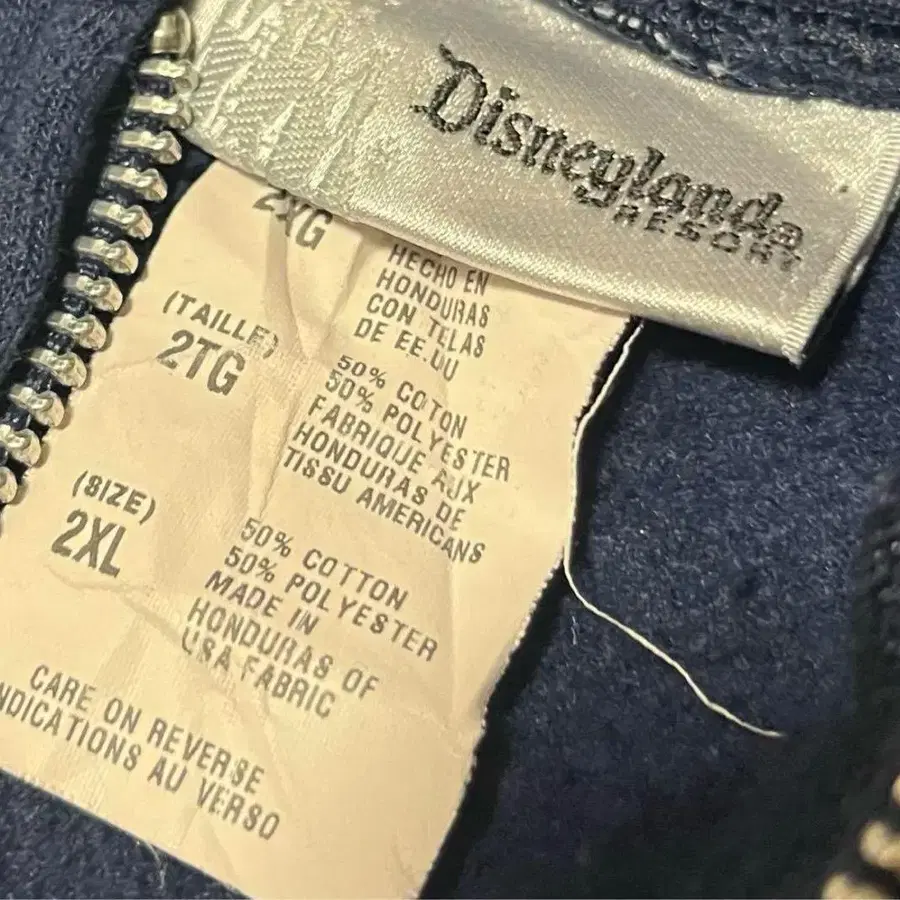 Disneyland®
RESORT
2XG
HECHO EN
HONDURAS
CON TELAS
DE EE.UU
(TAILLE)
2TG
50% COTON
50% POLYESTER
FABRIQUE AUX
HONDURAS DE
TISSU AMERICANS
(SIZE)
2XL
50% COTTON
50% POLYESTER
MADE IN
HONDURAS OF
USA FABRIC
CARE ON REVERSE
NDICATIONS AU VERSO